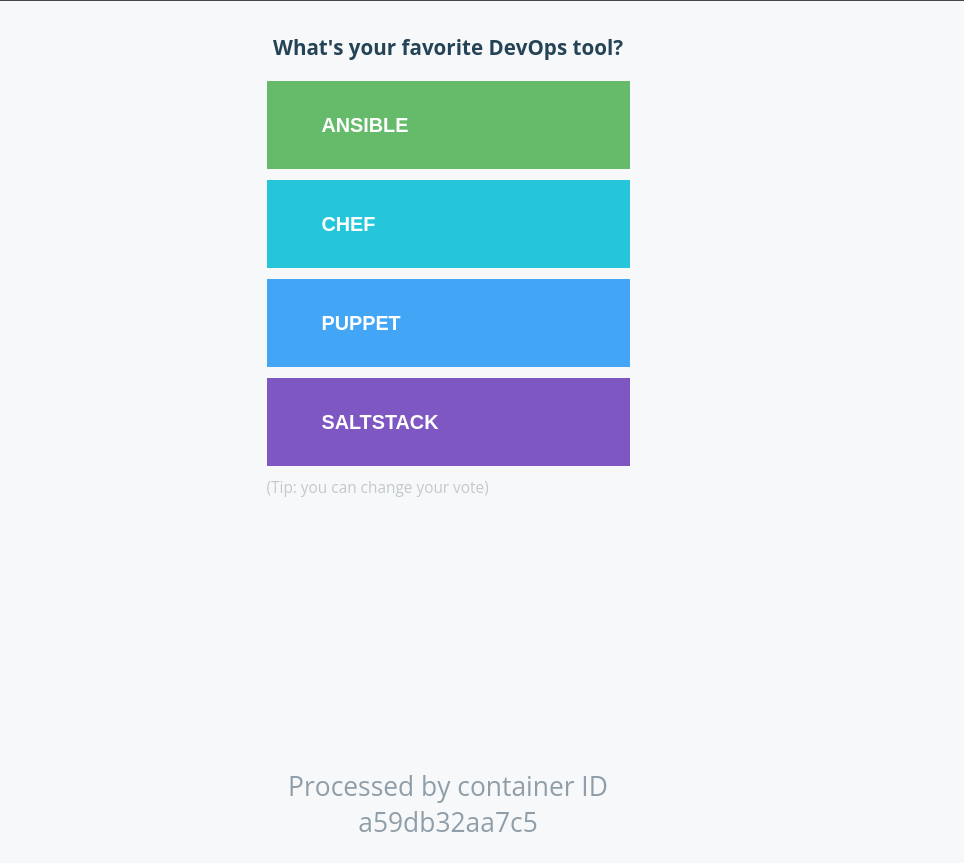 What's your favorite DevOps tool?
ANSIBLE
CHEF
PUPPET
SALTSTACK
(Tip: you can change your vote)
Processed by container ID
a59db32aa7c5